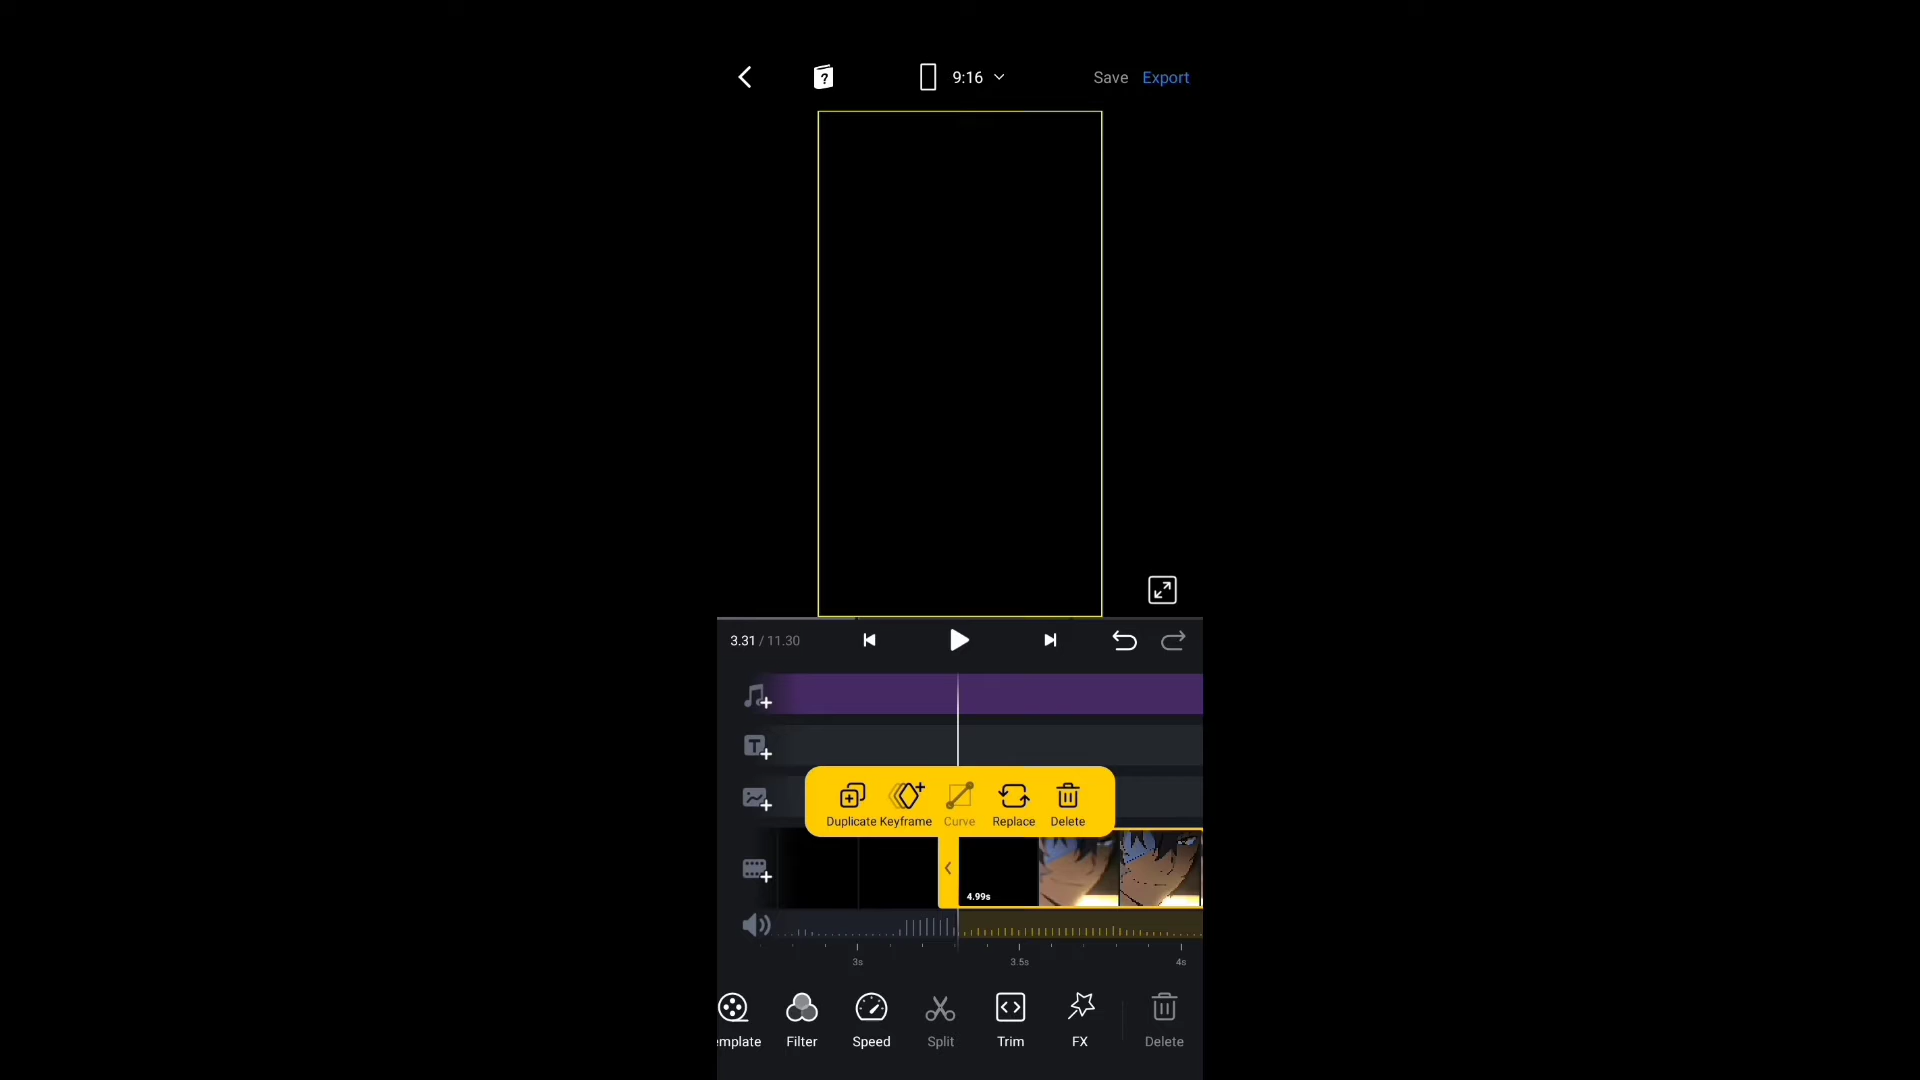 9:16
Save
Export
3.31 / 11.30
Duplicate
Keyframe
Curve
Replace
Delete
4.99s
3s
3.5s
4s
emplate
Filter
Speed
Split
Trim
FX
Delete